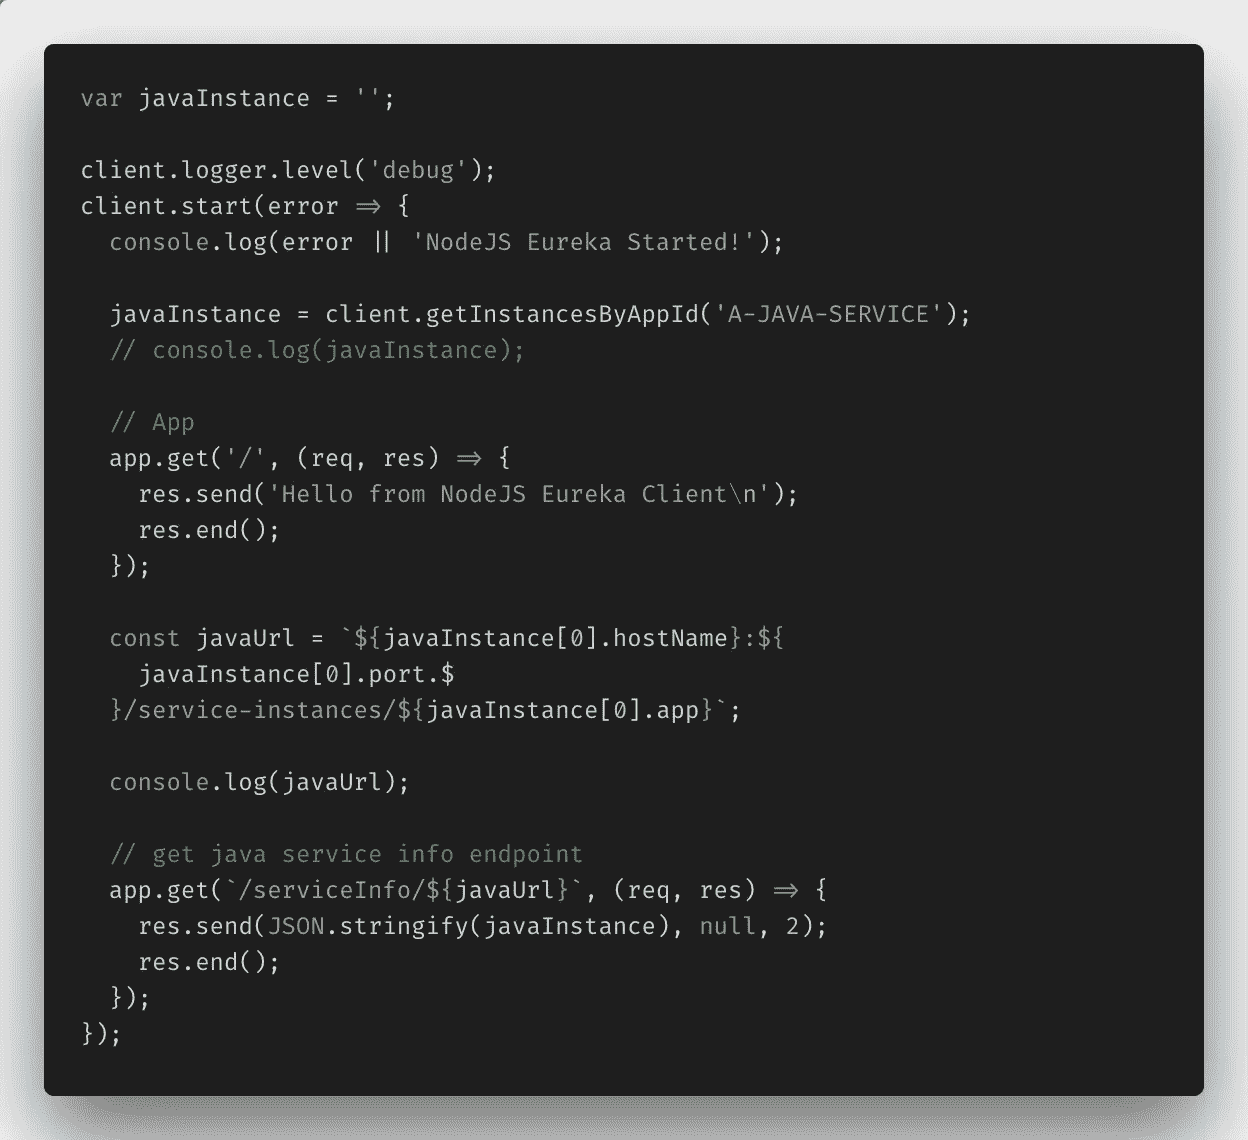 var javaInstance = '';

client.logger.level('debug');
client.start(error => {
  console.log(error || 'NodeJS Eureka Started!');

  javaInstance = client.getInstancesByAppId('A-JAVA-SERVICE');
  // console.log(javaInstance);

  // App
  app.get('/', (req, res) => {
    res.send('Hello from NodeJS Eureka Client\n');
    res.end();
  });

  const javaUrl = `${javaInstance[0].hostName}:${
    javaInstance[0].port.$
  }/service-instances/${javaInstance[0].app}`;

  console.log(javaUrl);

  // get java service info endpoint
  app.get(`/serviceInfo/${javaUrl}`, (req, res) => {
    res.send(JSON.stringify(javaInstance), null, 2);
    res.end();
  });
});